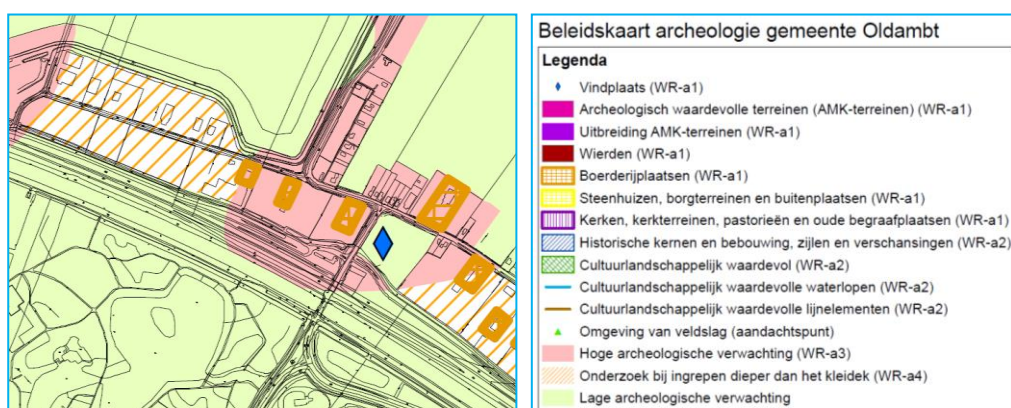 Beleidskaart archeologie gemeente Oldambt
Legenda
Vindplaats (WR-a1)
Archeologisch waardevolle terreinen (AMK-terreinen) (WR-a1)
Uitbreiding AMK-terreinen (WR-a1)
Wierden (WR-a1)
Boerderijplaatsen (WR-a1)
Steenhuizen, borgterreinen en buitenplaatsen (WR-a1)
Kerken, kerkterreinen, pastorieën en oude begraafplaatsen (WR-a1)
Historische kernen en bebouwing, zijlen en verschansingen (WR-a2)
Cultuurlandschappelijk waardevol (WR-a2)
Cultuurlandschappelijk waardevolle waterlopen (WR-a2)
Cultuurlandschappelijk waardevolle lijnelementen (WR-a2)
Omgeving van veldslag (aandachtspunt)
Hoge archeologische verwachting (WR-a3)
Onderzoek bij ingrepen dieper dan het kleidek (WR-a4)
Lage archeologische verwachting